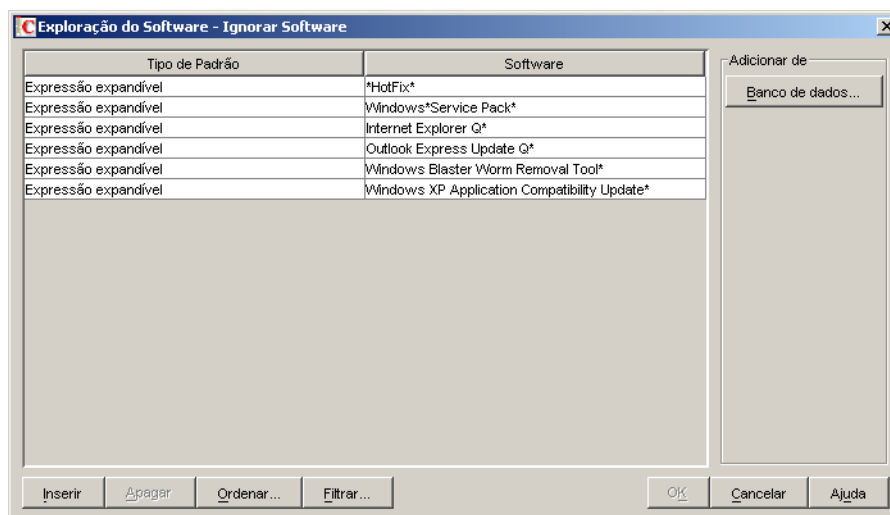 Exploração do Software - Ignorar Software
Tipo de Padrão Software
Expressão expandível *HotFix*
Expressão expandível Windows*Service Pack*
Expressão expandível Internet Explorer Q*
Expressão expandível Outlook Express Update Q*
Expressão expandível Windows Blaster Worm Removal Tool*
Expressão expandível Windows XP Application Compatibility Update*
Adicionar de
Banco de dados...
Inserir Apagar Ordenar... Filtrar... OK Cancelar Ajuda